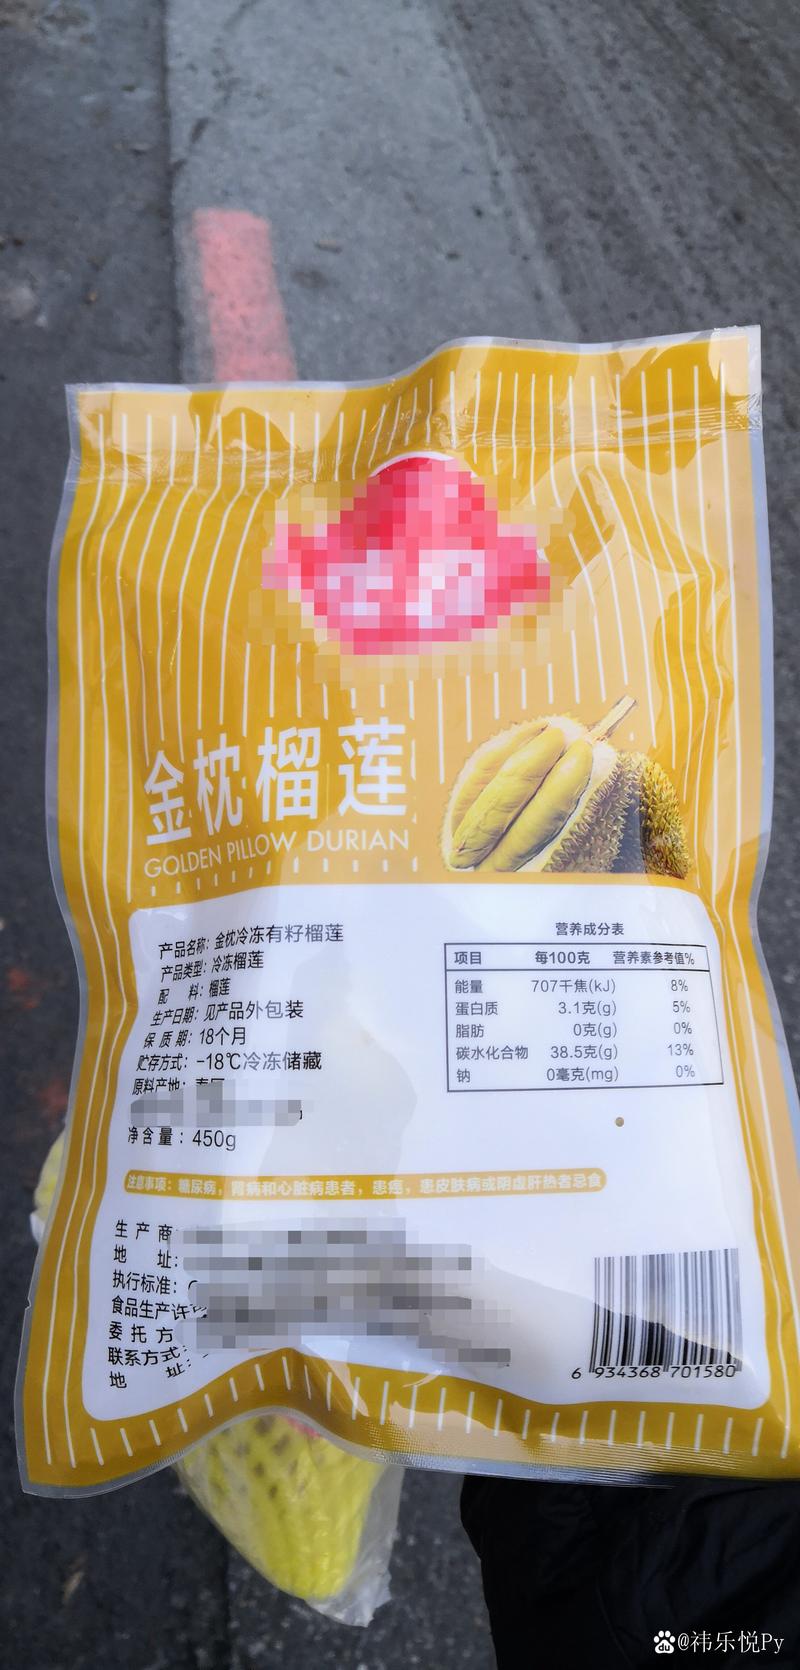 金枕榴莲
GOLDEN PILLOW DURIAN
产品名称：金枕冷冻有籽榴莲
产品类型：冷冻榴莲
配 料：榴莲
生产日期：见产品外包装
保 质 期：18个月
贮存方式：-18℃冷冻储藏
原料产地：
净 含 量：450g
营养成分表
项目 每100克 营养素参考值%
能量 707千焦(kJ) 8%
蛋白质 3.1克(g) 5%
脂肪 0克(g) 0%
碳水化合物 38.5克(g) 13%
钠 0毫克(mg) 0%
注意事项：糖尿病，肾病和心脏病患者，患癌，患皮肤病或阴虚肝热者忌食
生 产 商
地 址：
执行标准：
食品生产许
委 托 方
联系方式：
地 址：
6 934368 701580
@祎乐悦Py